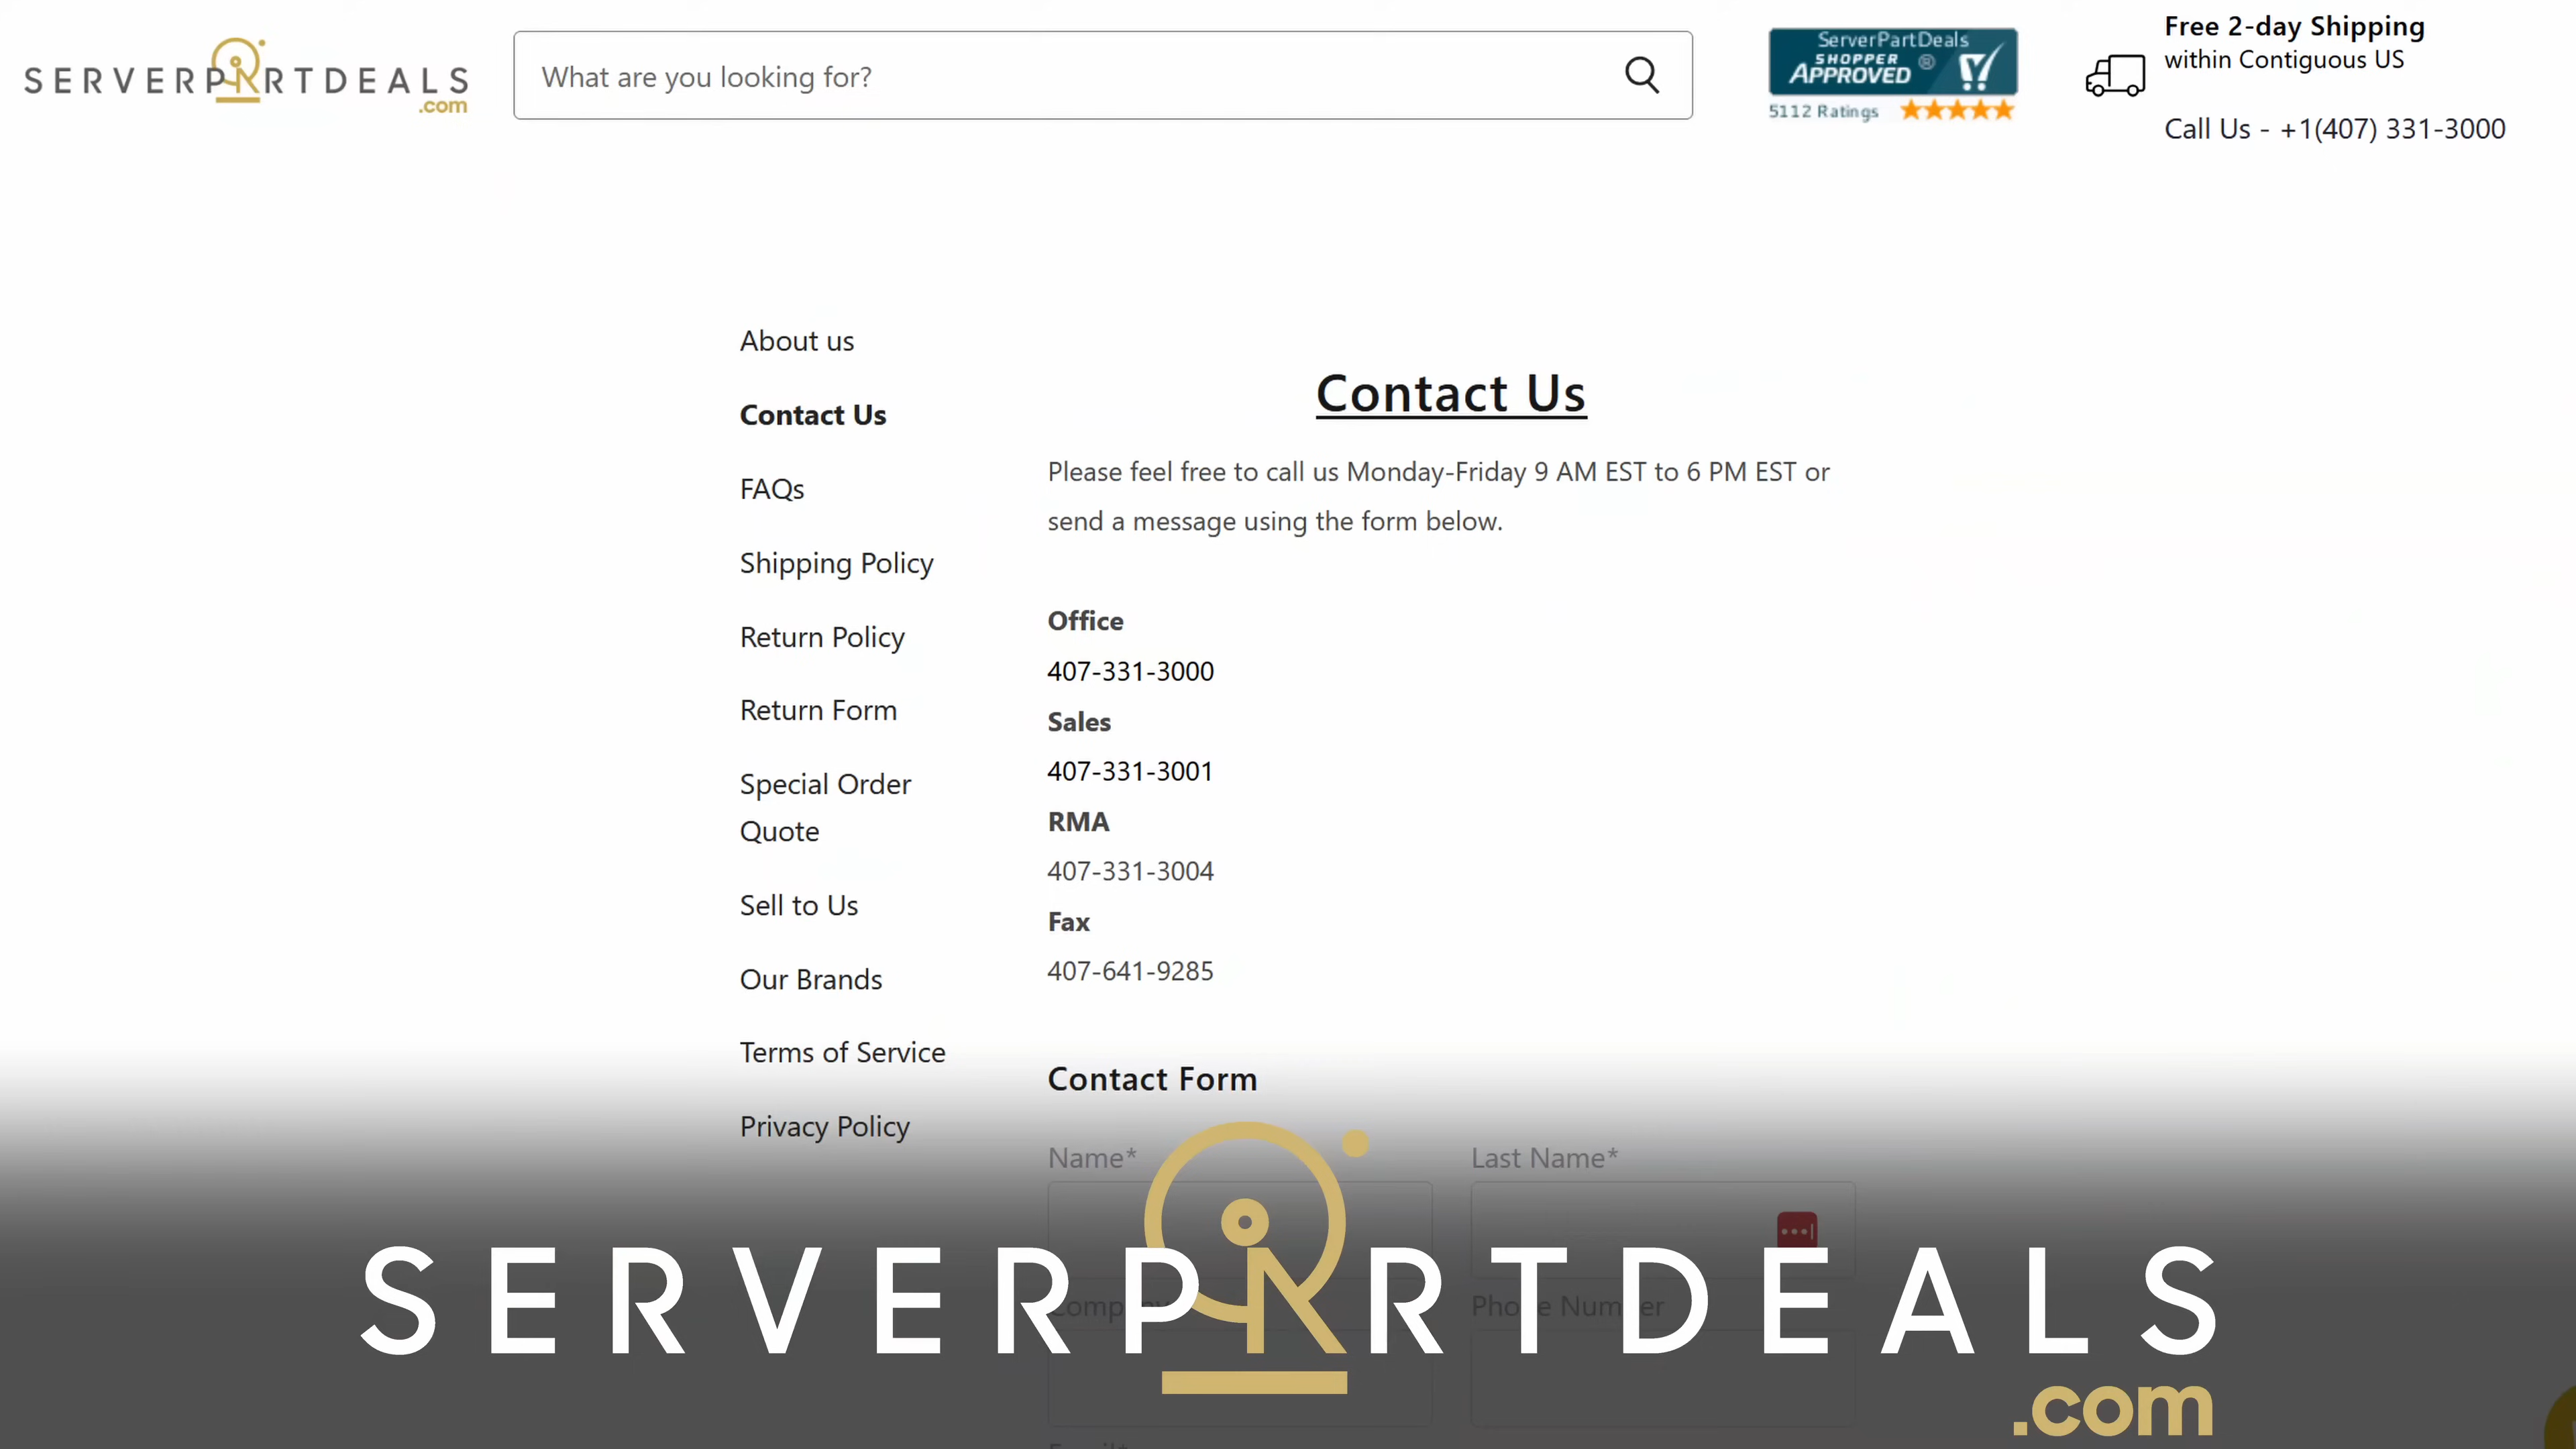 SERVERPARTDEALS
.com
What are you looking for?
ServerPartDeals
SHOPPER
APPROVED ®
5112 Ratings
Free 2-day Shipping
within Contiguous US
Call Us - +1(407) 331-3000
About us
Contact Us
FAQs
Shipping Policy
Return Policy
Return Form
Special Order
Quote
Sell to Us
Our Brands
Terms of Service
Privacy Policy
Contact Us
Please feel free to call us Monday-Friday 9 AM EST to 6 PM EST or
send a message using the form below.
Office
407-331-3000
Sales
407-331-3001
RMA
407-331-3004
Fax
407-641-9285
Contact Form
Name*
Last Name*
Phone Number
SERVERPARTDEALS
.com